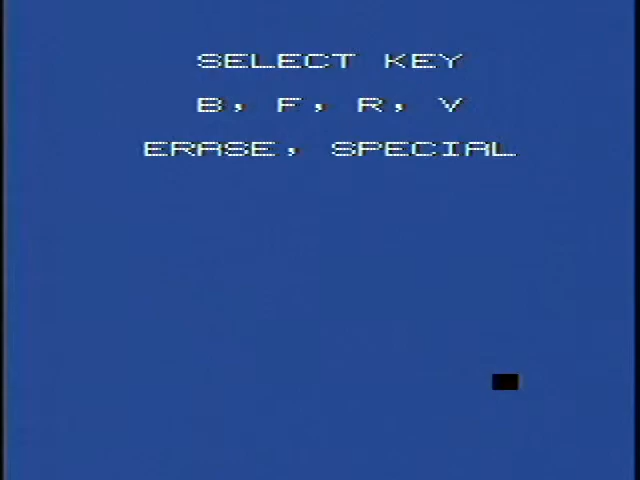 SELECT KEY
B, F, R, V
ERASE, SPECIAL